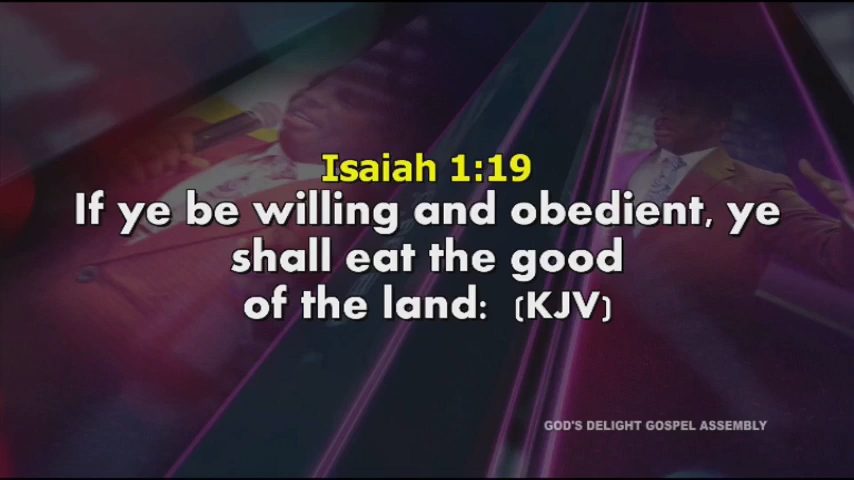 Isaiah 1:19
If ye be willing and obedient, ye
shall eat the good
of the land: (KJV)
GOD'S DELIGHT GOSPEL ASSEMBLY